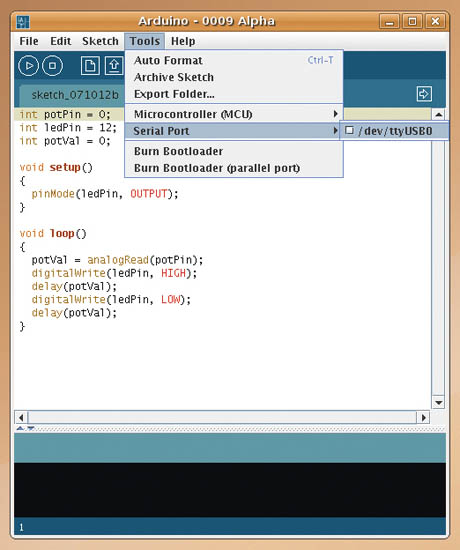 Arduino - 0009 Alpha
File Edit Sketch Tools Help
Auto Format Ctrl-T
Archive Sketch
Export Folder...
Microcontroller (MCU)
Serial Port
/dev/ttyUSB0
Burn Bootloader
Burn Bootloader (parallel port)
sketch_071012b
int potPin = 0;
int ledPin = 12;
int potVal = 0;
void setup()
{
pinMode(ledPin, OUTPUT);
}
void loop()
{
potVal = analogRead(potPin);
digitalWrite(ledPin, HIGH);
delay(potVal);
digitalWrite(ledPin, LOW);
delay(potVal);
}
1